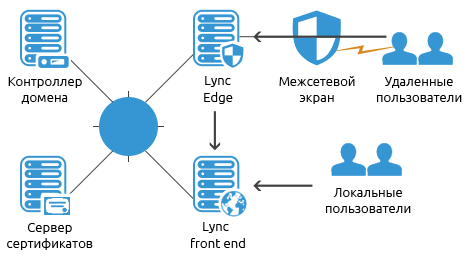 Контроллер
домена
Lync
Edge
Межсетевой
экран
Удаленные
пользователи
Сервер
сертификатов
Lync
front end
Локальные
пользователи